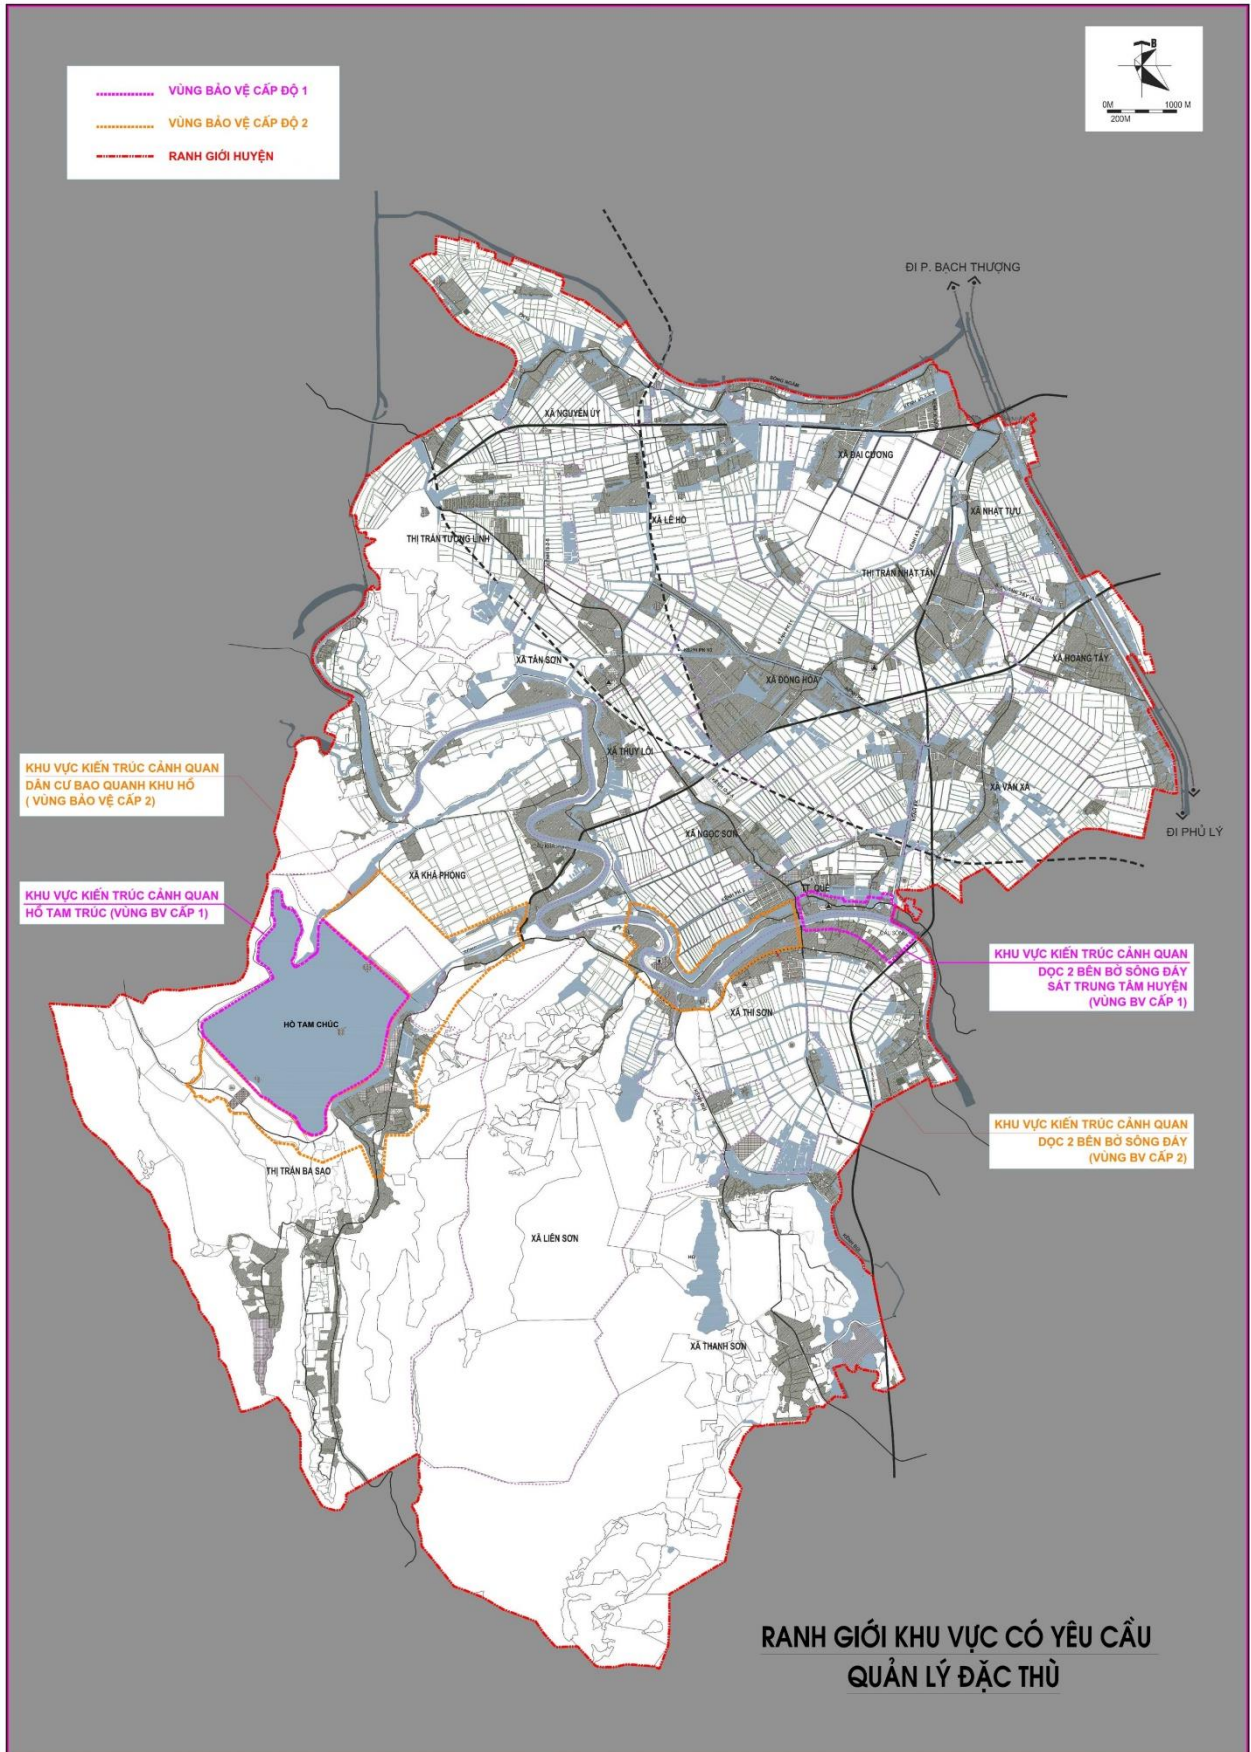 VÙNG BẢO VỆ CẤP ĐỘ 1
VÙNG BẢO VỆ CẤP ĐỘ 2
RANH GIỚI HUYỆN
B
0M 1000 M
200M
ĐI P. BẠCH THƯỢNG
XÃ NGUYỄN ÚY
XÃ ĐẠI CƯƠNG
XÃ LÊ HỒ
XÃ NHẬT TỰU
THỊ TRẤN TƯỢNG LĨNH
THỊ TRẤN NHẬT TÂN
XÃ TÂN SƠN
XÃ ĐỒNG HÓA
XÃ HOÀNG TÂY
XÃ THỤY LÔI
XÃ VĂN XÁ
KHU VỰC KIẾN TRÚC CẢNH QUAN
DÂN CƯ BAO QUANH KHU HỒ
( VÙNG BẢO VỆ CẤP 2)
XÃ NGỌC SƠN
ĐI PHỦ LÝ
XÃ KHẢ PHONG
TT. QUẾ
KHU VỰC KIẾN TRÚC CẢNH QUAN
HỒ TAM TRÚC (VÙNG BV CẤP 1)
KHU VỰC KIẾN TRÚC CẢNH QUAN
DỌC 2 BÊN BỜ SÔNG ĐÁY
SÁT TRUNG TÂM HUYỆN
(VÙNG BV CẤP 1)
XÃ THI SƠN
HỒ TAM CHÚC
KHU VỰC KIẾN TRÚC CẢNH QUAN
DỌC 2 BÊN BỜ SÔNG ĐÁY
(VÙNG BV CẤP 2)
THỊ TRẤN BA SAO
XÃ LIÊN SƠN
XÃ THANH SƠN
RANH GIỚI KHU VỰC CÓ YÊU CẦU
QUẢN LÝ ĐẶC THÙ